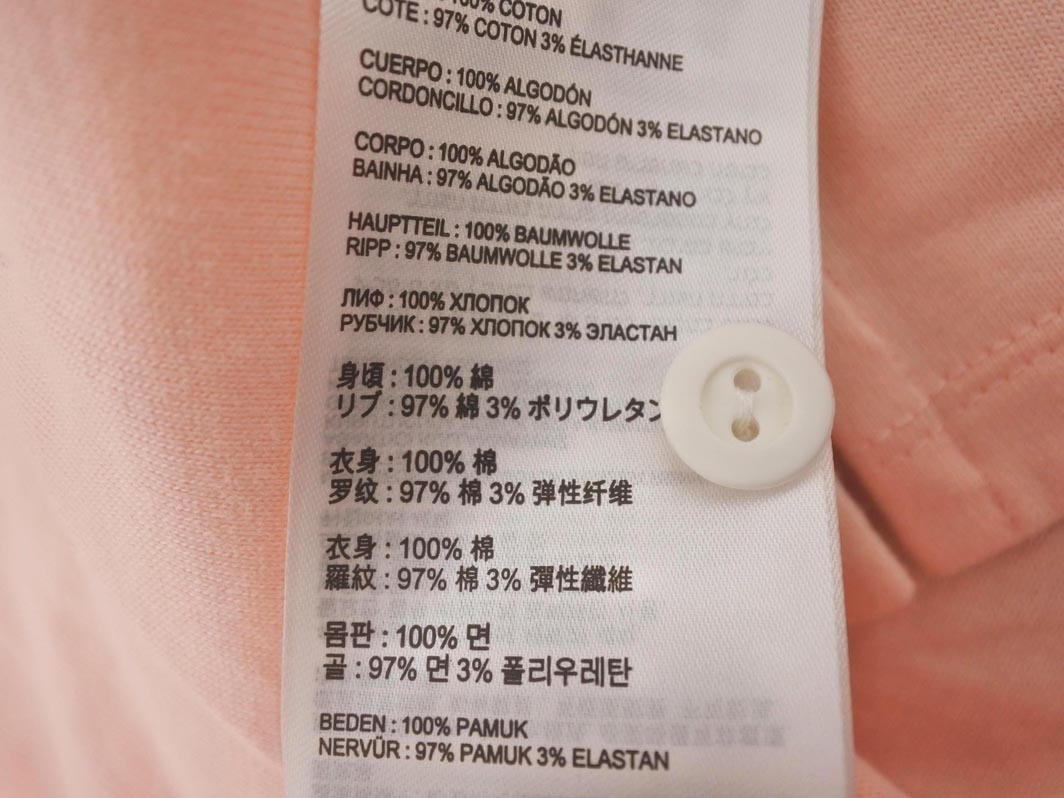 100% COTON
CÔTE : 97% COTON 3% ÉLASTHANNE
CUERPO : 100% ALGODÓN
CORDONCILLO : 97% ALGODÓN 3% ELASTANO
CORPO : 100% ALGODÃO
BAINHA : 97% ALGODÃO 3% ELASTANO
HAUPTTEIL : 100% BAUMWOLLE
RIPP : 97% BAUMWOLLE 3% ELASTAN
ЛИФ : 100% ХЛОПОК
РУБЧИК : 97% ХЛОПОК 3% ЭЛАСТАН
身頃 : 100% 綿
リブ : 97% 綿 3% ポリウレタン
衣身 : 100% 棉
罗纹 : 97% 棉 3% 弹性纤维
衣身 : 100% 棉
羅紋 : 97% 棉 3% 彈性纖維
몸판 : 100% 면
골 : 97% 면 3% 폴리우레탄
BEDEN : 100% PAMUK
NERVÜR : 97% PAMUK 3% ELASTAN